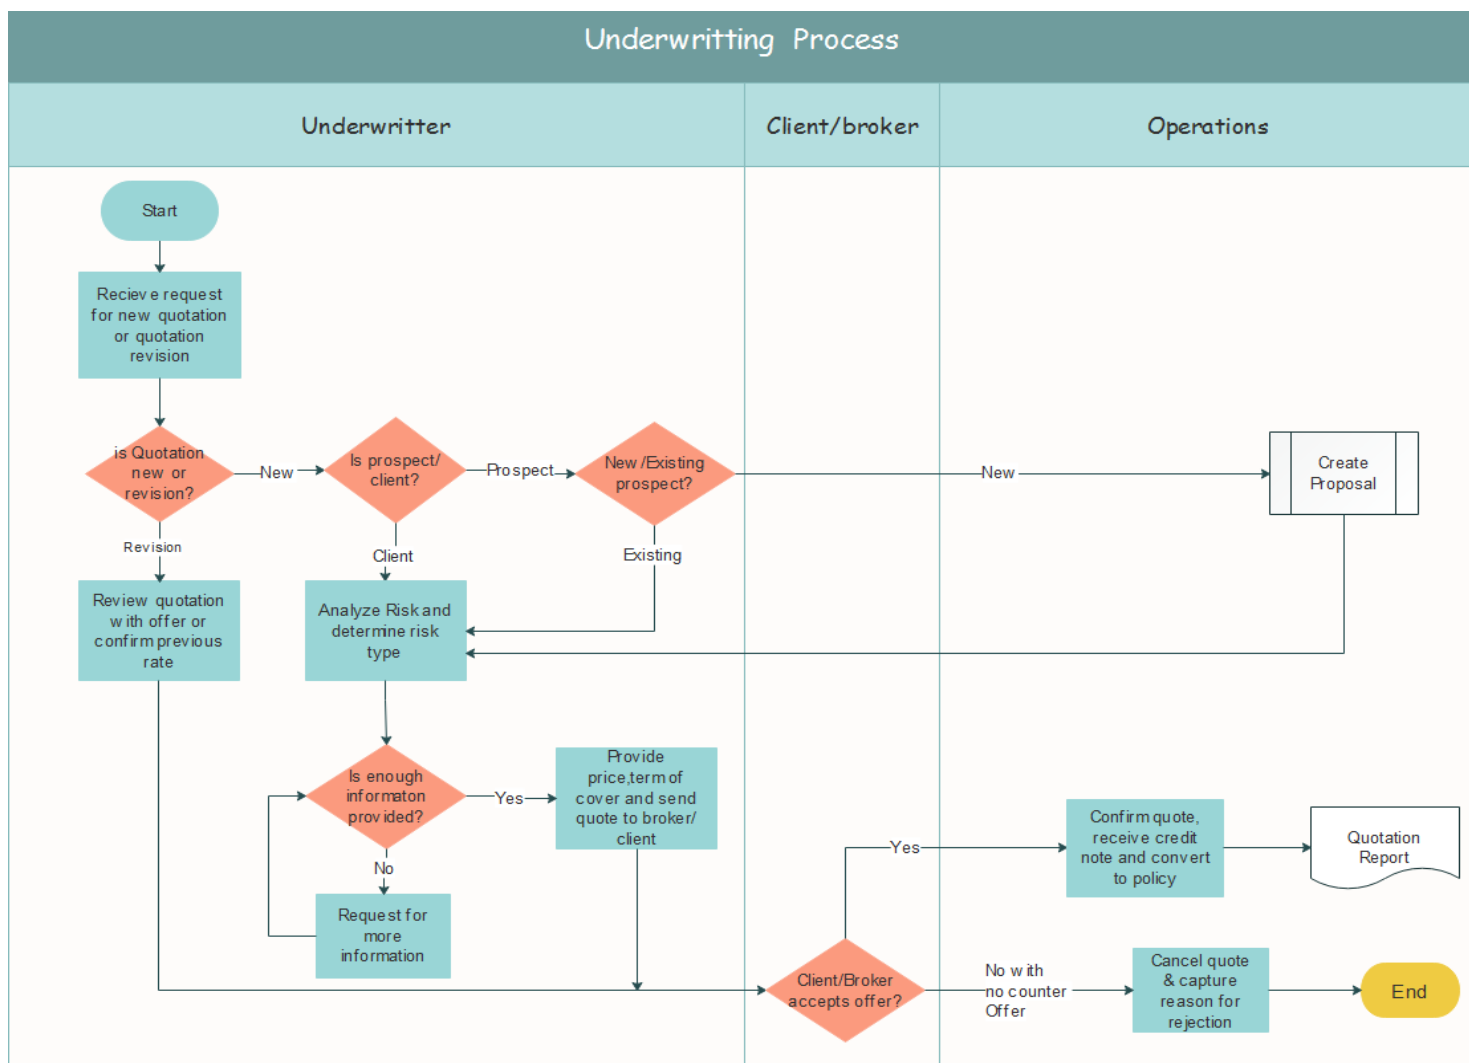 Underwritting Process
Underwritter
Client/broker
Operations
Start
Recieve request
for new quotation
or quotation
revision
is Quotation
new or
revision?
New
Is prospect/
client?
Prospect
New/Existing
prospect?
New
Create
Proposal
Revision
Client
Existing
Review quotation
with offer or
confirm previous
rate
Analyze Risk and
determine risk
type
Is enough
informaton
provided?
Yes
Provide
price,term of
cover and send
quote to broker/
client
No
Request for
more
information
Client/Broker
accepts offer?
Yes
Confirm quote,
receive credit
note and convert
to policy
Quotation
Report
No with
no counter
Offer
Cancel quote
& capture
reason for
rejection
End